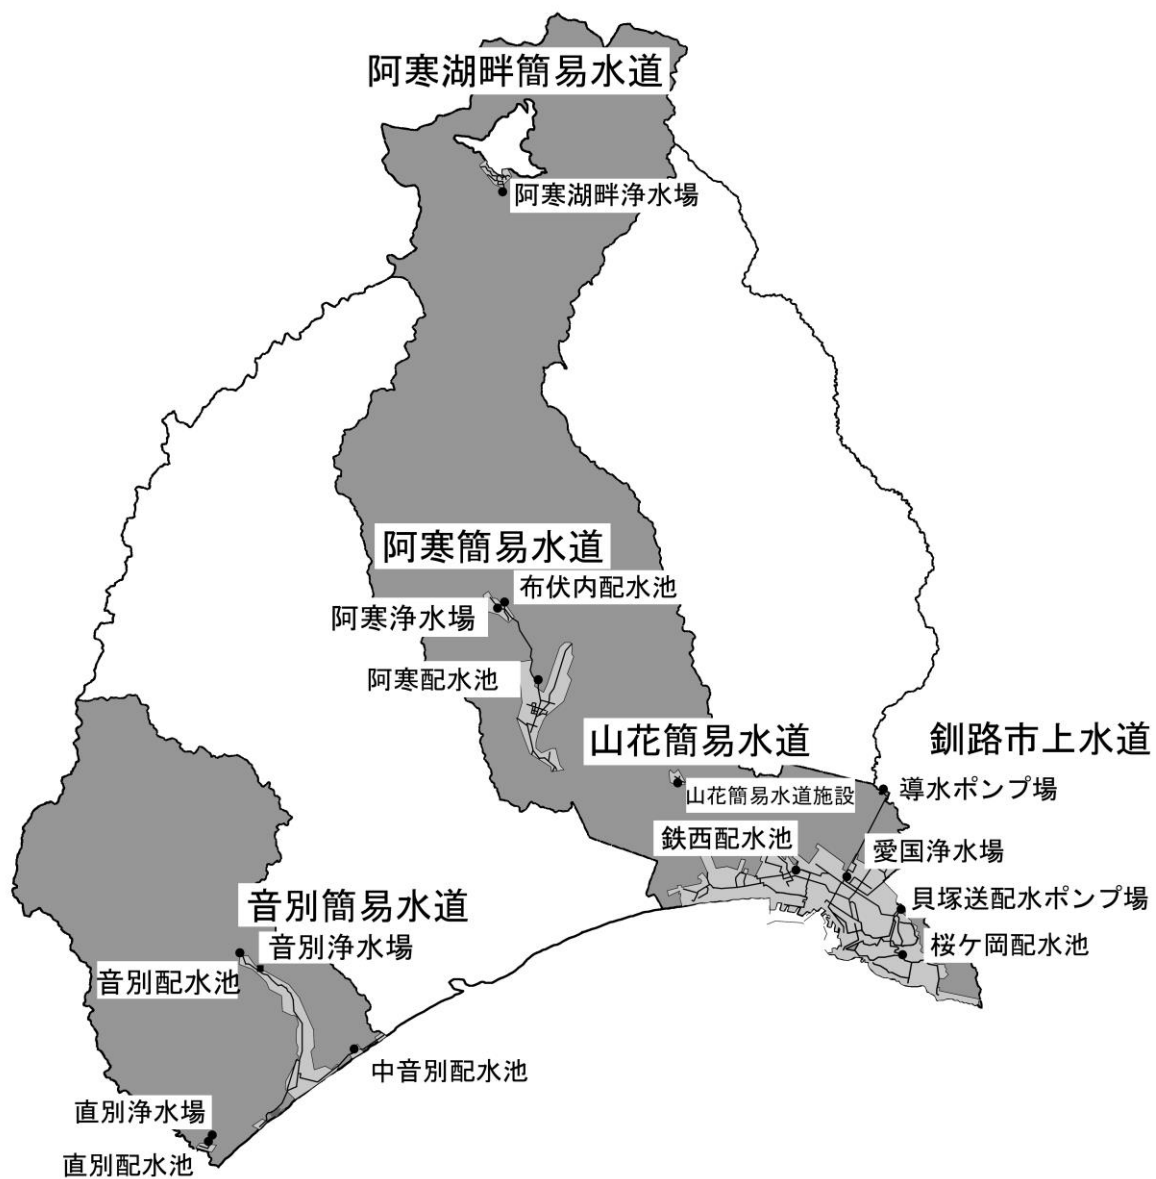 阿寒湖畔簡易水道
阿寒湖畔浄水場
阿寒簡易水道
布伏内配水池
阿寒浄水場
阿寒配水池
山花簡易水道
釧路市上水道
山花簡易水道施設
導水ポンプ場
鉄西配水池
愛国浄水場
貝塚送配水ポンプ場
桜ケ岡配水池
音別簡易水道
音別浄水場
音別配水池
中音別配水池
直別浄水場
直別配水池